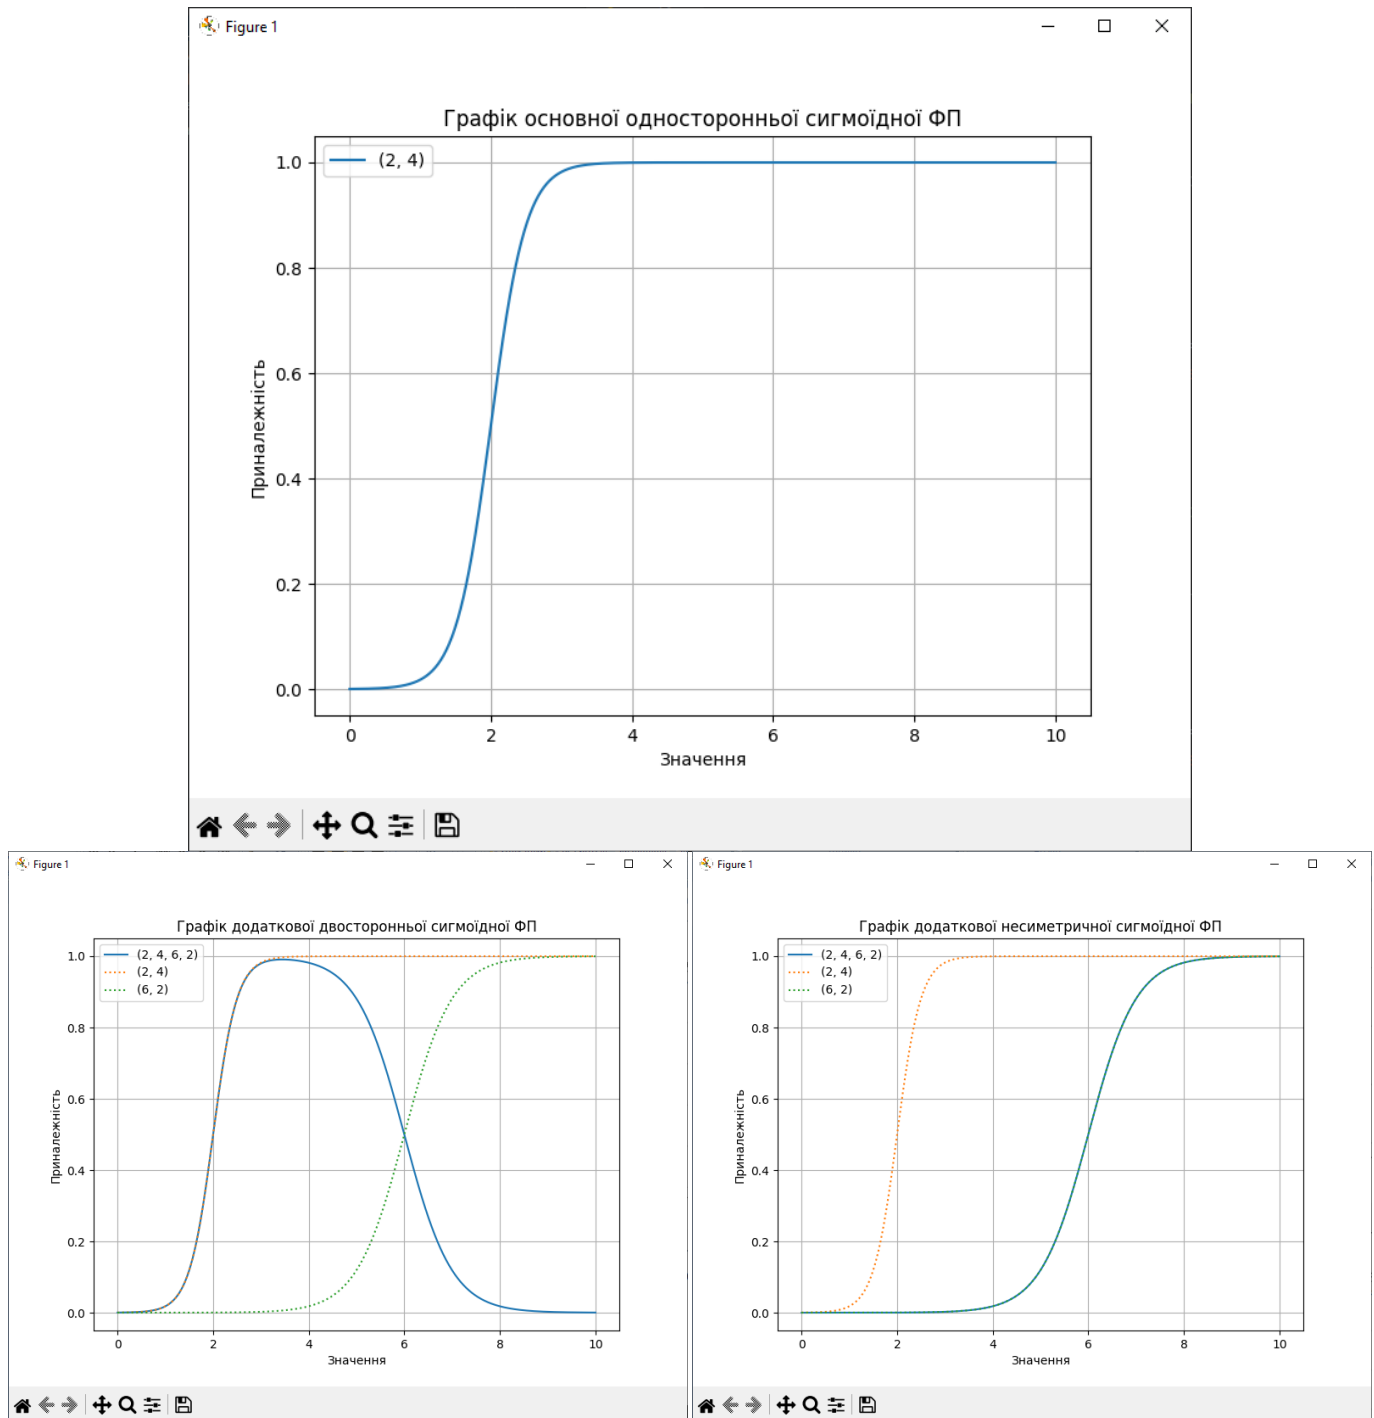 Figure 1
Графік основної односторонньої сигмоїдної ФП
(2, 4)
1.0
0.8
0.6
0.4
0.2
0.0
Приналежність
0 2 4 6 8 10
Значення
Figure 1
Графік додаткової двосторонньої сигмоїдної ФП
(2, 4, 6, 2)
(2, 4)
(6, 2)
1.0
0.8
0.6
0.4
0.2
0.0
Приналежність
0 2 4 6 8 10
Значення
Figure 1
Графік додаткової несиметричної сигмоїдної ФП
(2, 4, 6, 2)
(2, 4)
(6, 2)
1.0
0.8
0.6
0.4
0.2
0.0
Приналежність
0 2 4 6 8 10
Значення